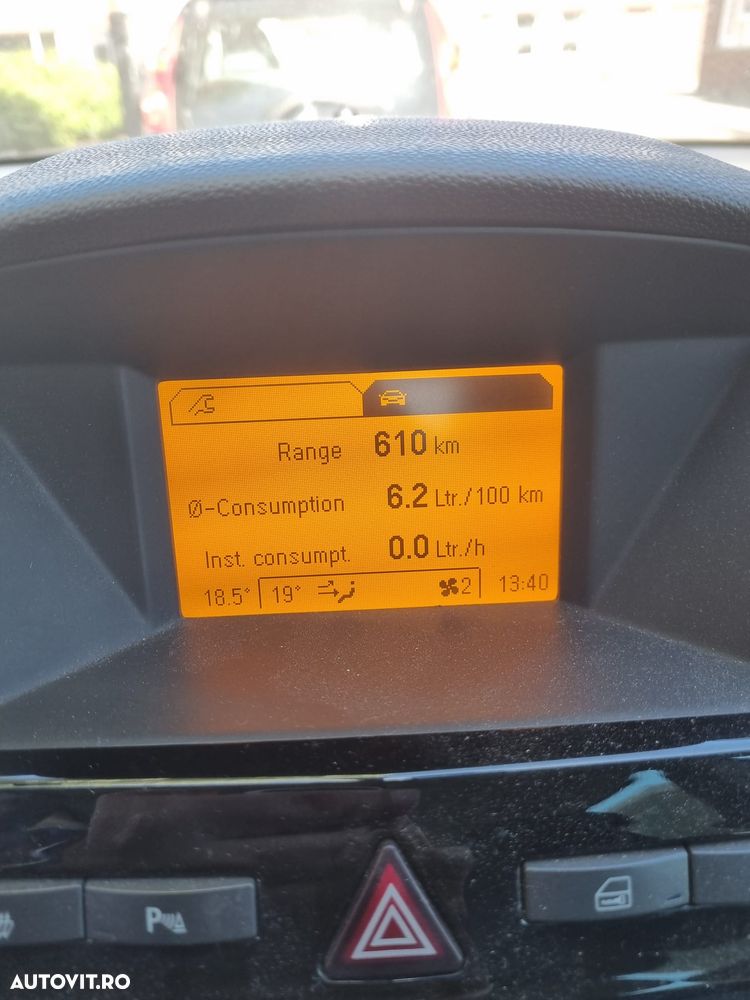 Range 610 km
Ø-Consumption 6.2 Ltr./100 km
Inst. consumpt. 0.0 Ltr./h
18.5° 19° 2 13:40
P
AUTOVIT.RO